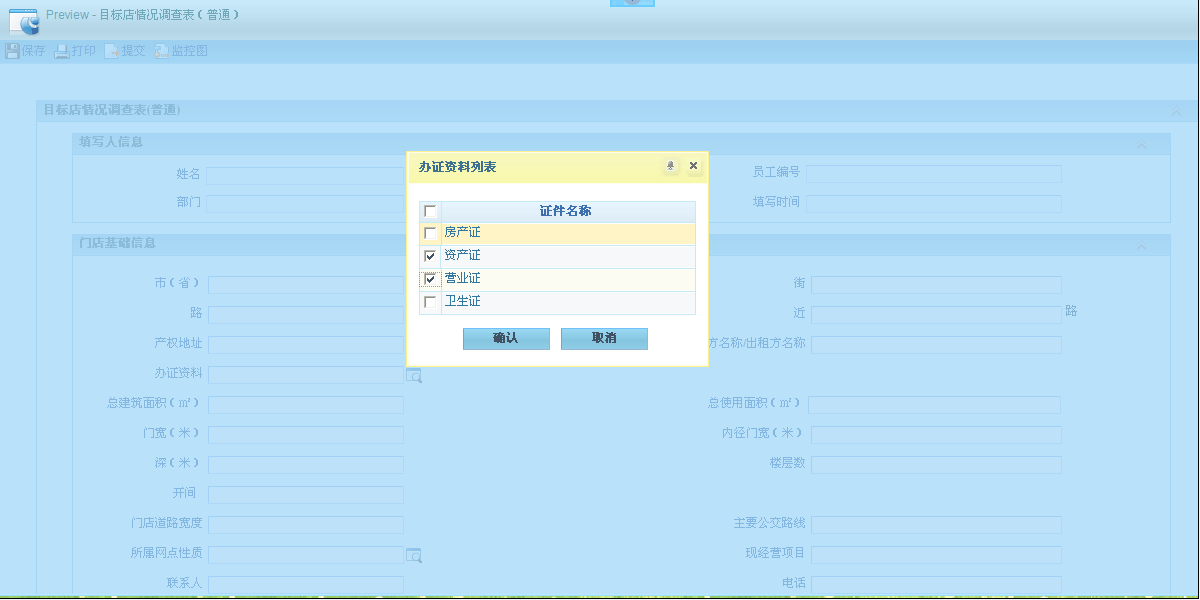 Preview - 目标店情况调查表（普通）
保存 打印 提交 监控图
目标店情况调查表(普通)
填写人信息
姓名 员工编号
部门 填写时间
门店基础信息
市（省） 街
路 近 路
产权地址 方名称/出租方名称
办证资料
总建筑面积（㎡） 总使用面积（㎡）
门宽（米） 内径门宽（米）
深（米） 楼层数
开间
门店道路宽度 主要公交路线
所属网点性质 现经营项目
联系人 电话
办证资料列表
证件名称
房产证
资产证
营业证
卫生证
确认 取消